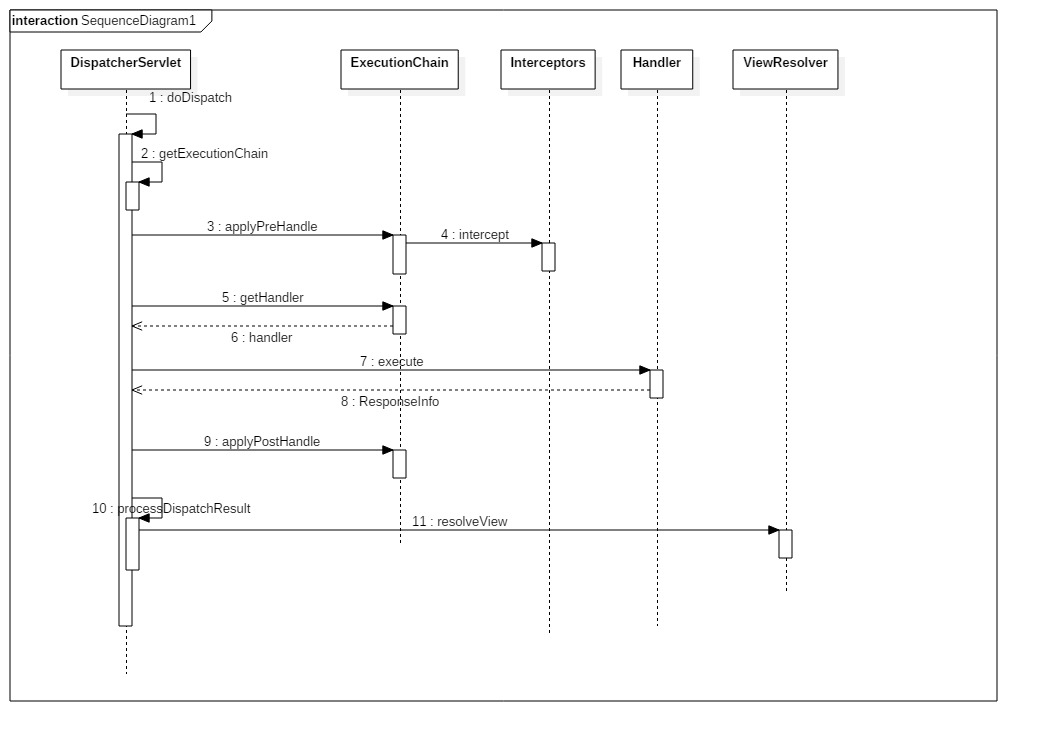 interaction SequenceDiagram1
DispatcherServlet
ExecutionChain
Interceptors
Handler
ViewResolver
1 : doDispatch
2 : getExecutionChain
3 : applyPreHandle
4 : intercept
5 : getHandler
6 : handler
7 : execute
8 : ResponseInfo
9 : applyPostHandle
10 : processDispatchResult
11 : resolveView